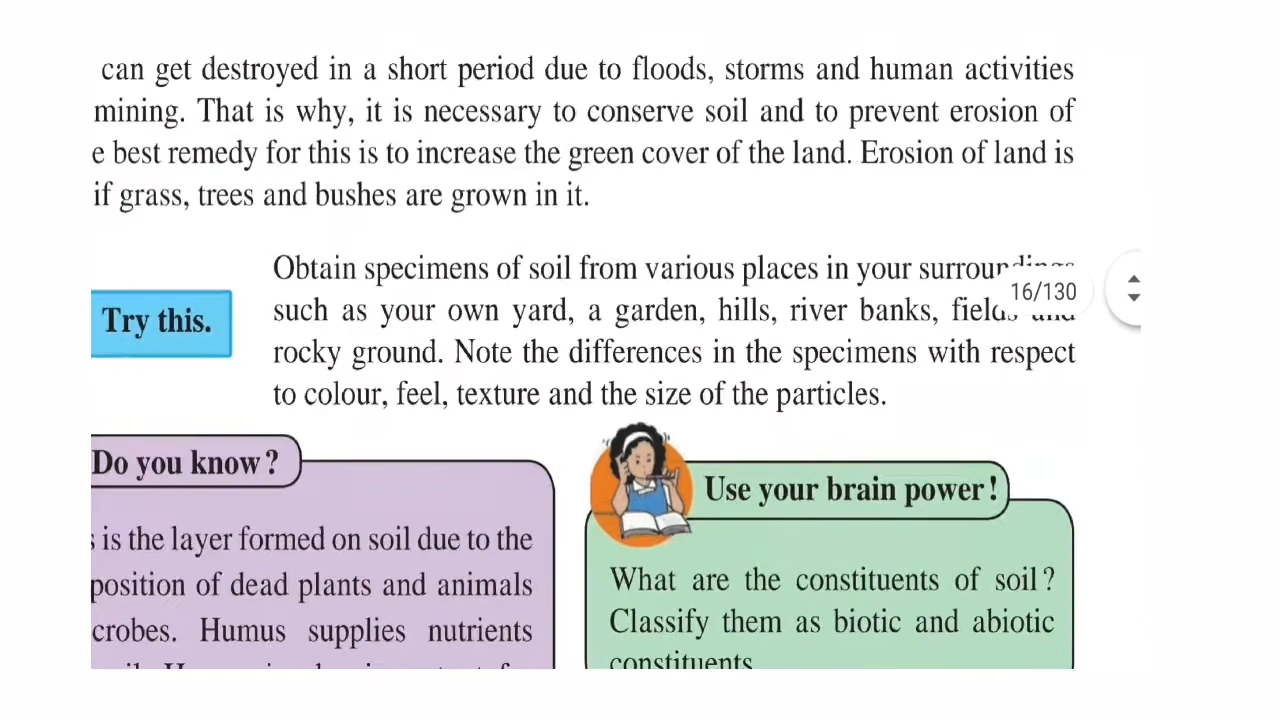 can get destroyed in a short period due to floods, storms and human activities
mining. That is why, it is necessary to conserve soil and to prevent erosion of
e best remedy for this is to increase the green cover of the land. Erosion of land is
if grass, trees and bushes are grown in it.
Try this.
Obtain specimens of soil from various places in your
such as your own yard, a garden, hills, river banks,
rocky ground. Note the differences in the specimens with respect
to colour, feel, texture and the size of the particles.
16/130
Do you know?
s is the layer formed on soil due to the
position of dead plants and animals
crobes. Humus supplies nutrients
Use your brain power!
What are the constituents of soil?
Classify them as biotic and abiotic
constituents